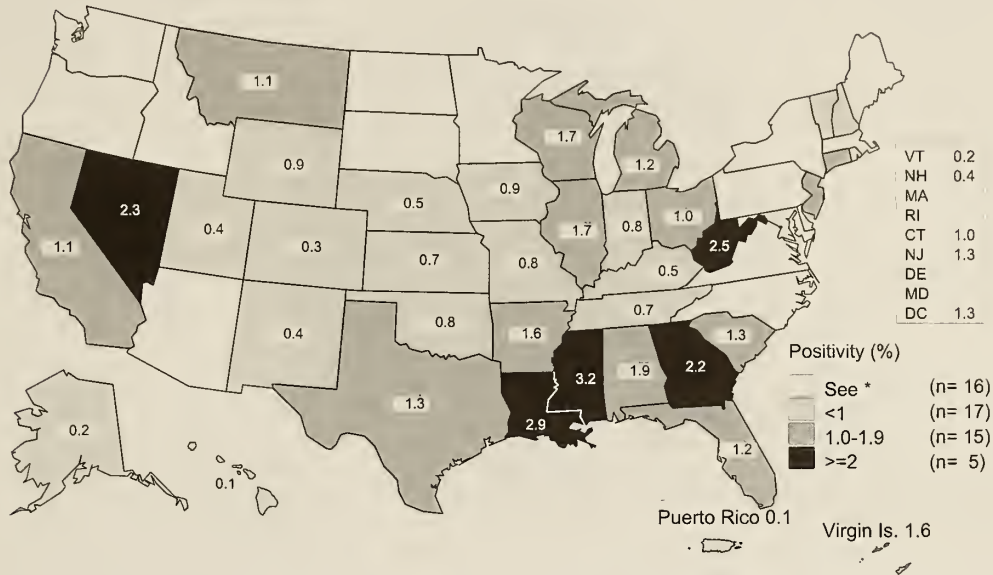 1.1
0.9
2.3
1.1
0.4
0.3
0.5
0.7
0.9
0.8
1.7
1.7
1.2
0.8
1.0
2.5
0.5
0.7
0.4
0.8
1.6
1.3
2.9
3.2
1.9
2.2
1.3
1.2
0.2
0.1
VT 0.2
NH 0.4
MA
RI
CT 1.0
NJ 1.3
DE
MD
DC 1.3
Positivity (%)
See * (n= 16)
<1 (n= 17)
1.0-1.9 (n= 15)
>=2 (n= 5)
Puerto Rico 0.1
Virgin Is. 1.6